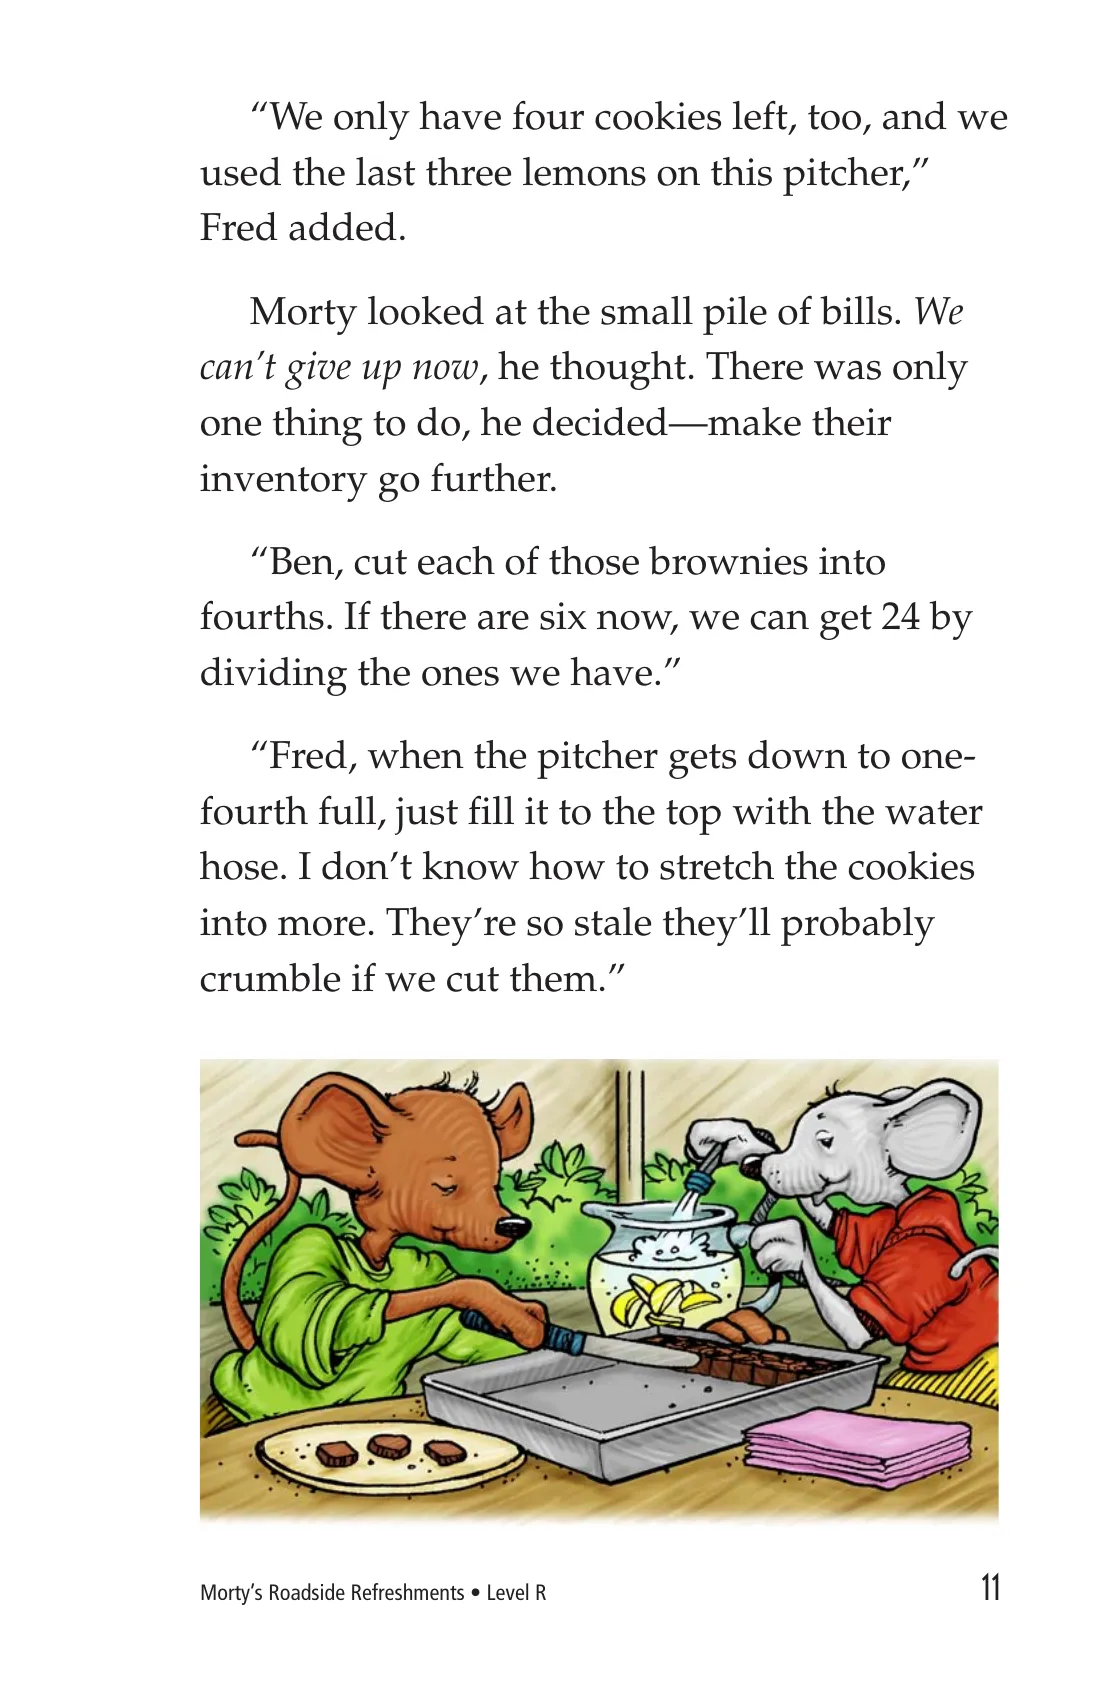 “We only have four cookies left, too, and we
used the last three lemons on this pitcher,”
Fred added.
Morty looked at the small pile of bills. We
can’t give up now, he thought. There was only
one thing to do, he decided—make their
inventory go further.
“Ben, cut each of those brownies into
fourths. If there are six now, we can get 24 by
dividing the ones we have.”
“Fred, when the pitcher gets down to one-
fourth full, just fill it to the top with the water
hose. I don’t know how to stretch the cookies
into more. They’re so stale they’ll probably
crumble if we cut them.”
Morty’s Roadside Refreshments • Level R
11